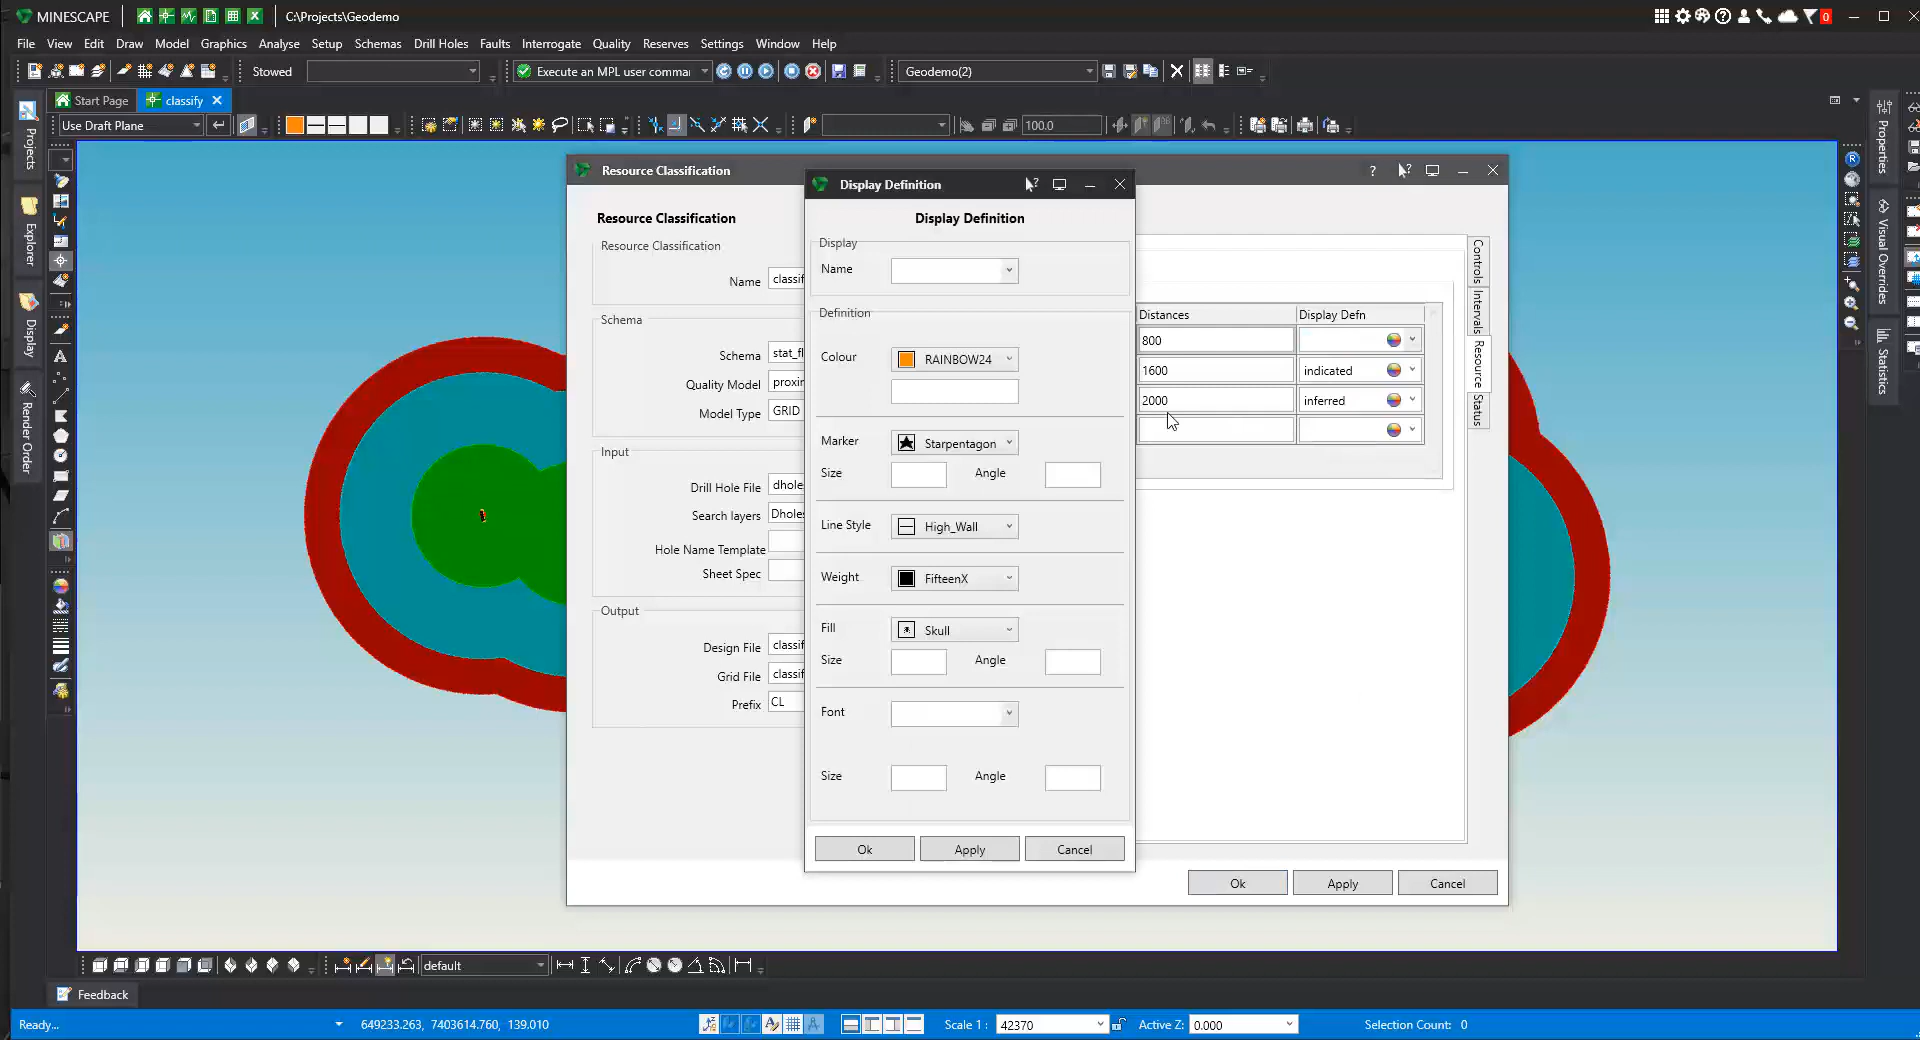 MINESCAPE C:\Projects\Geodemo 0
File View Edit Draw Model Graphics Analyse Setup Schemas Drill Holes Faults Interrogate Quality Reserves Settings Window Help
Stowed Execute an MPL user comma Geodemo(2)
Start Page classify
Use Draft Plane 100.0
Projects
Explorer
Display
Render Order
Resource Classification
Resource Classification
Resource Classification
Name classif
Schema
Schema stat_fl
Quality Model proxin
Model Type GRID
Input
Drill Hole File dhole
Search layers Dholes
Hole Name Template
Sheet Spec
Output
Design File classif
Grid File classif
Prefix CL
Display Definition
Display Definition
Display
Name
Definition
Colour RAINBOW24
Marker Starpentagon
Size Angle
Line Style High_Wall
Weight FifteenX
Fill Skull
Size Angle
Font
Size Angle
Ok Apply Cancel
Distances Display Defn
800
1600 indicated
2000 inferred
Controls
Intervals
Resource
Status
Ok Apply Cancel
Properties
Visual Overrides
Statistics
default
Feedback
Ready... 649233.263, 7403614.760, 139.010 Scale 1 : 42370 Active Z: 0.000 Selection Count: 0